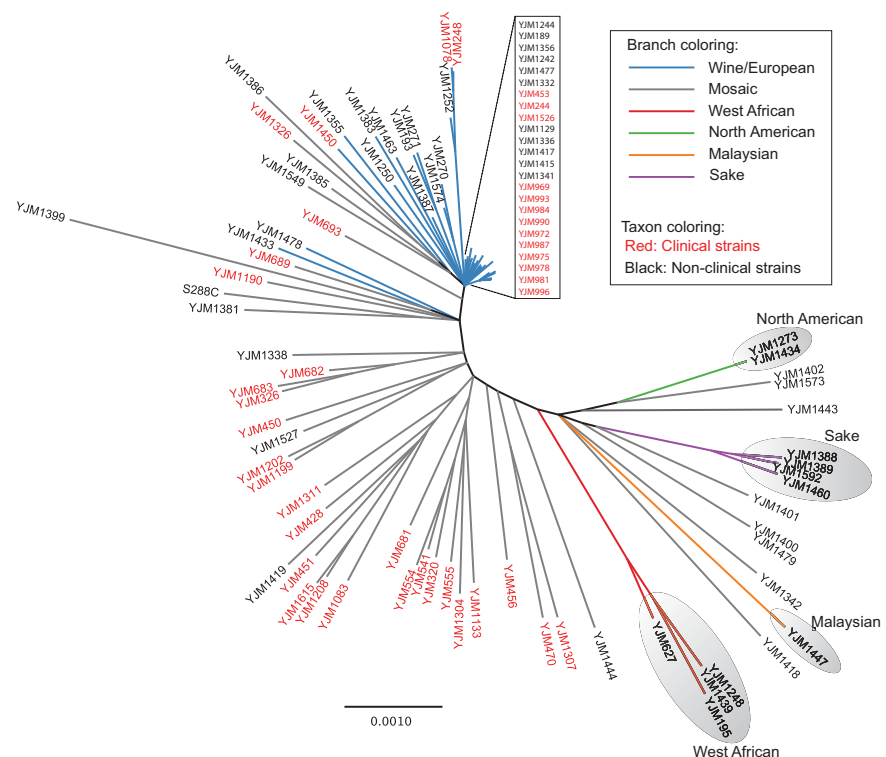 YJM1244
YJM189
YJM1356
YJM1242
YJM1477
YJM1332
YJM453
YJM244
YJM1526
YJM1129
YJM1336
YJM1417
YJM1415
YJM1341
YJM969
YJM993
YJM984
YJM990
YJM972
YJM987
YJM975
YJM978
YJM981
YJM996
Branch coloring:
Wine/European
Mosaic
West African
North American
Malaysian
Sake
Taxon coloring:
Red: Clinical strains
Black: Non-clinical strains
YJM248
YJM1078
YJM1252
YJM271
YJM193
YJM270
YJM1574
YJM1387
YJM1463
YJM1383
YJM1250
YJM1355
YJM1450
YJM1386
YJM1326
YJM1385
YJM1549
YJM693
YJM1399
YJM1478
YJM1433
YJM689
YJM1190
S288C
YJM1381
YJM1338
YJM682
YJM683
YJM326
YJM450
YJM1527
YJM1202
YJM1199
YJM1311
YJM428
YJM1419
YJM451
YJM1615
YJM1208
YJM1083
YJM681
YJM554
YJM541
YJM320
YJM555
YJM1304
YJM1133
YJM456
YJM470
YJM1307
YJM1444
North American
YJM1273
YJM1434
YJM1402
YJM1573
YJM1443
Sake
YJM1388
YJM1389
YJM1592
YJM1460
YJM1401
YJM1400
YJM1479
YJM1342
Malaysian
YJM1447
YJM1418
YJM627
YJM1248
YJM1439
YJM195
West African
0.0010